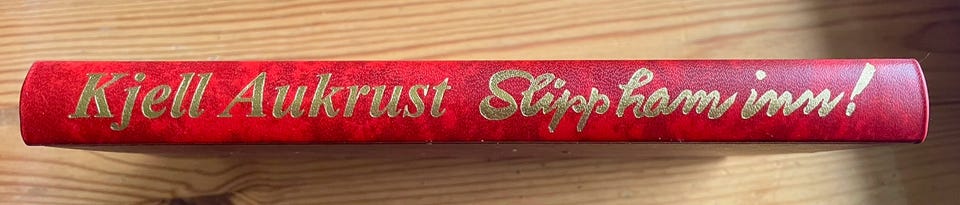 Kjell Aukrust Slipp ham inn!